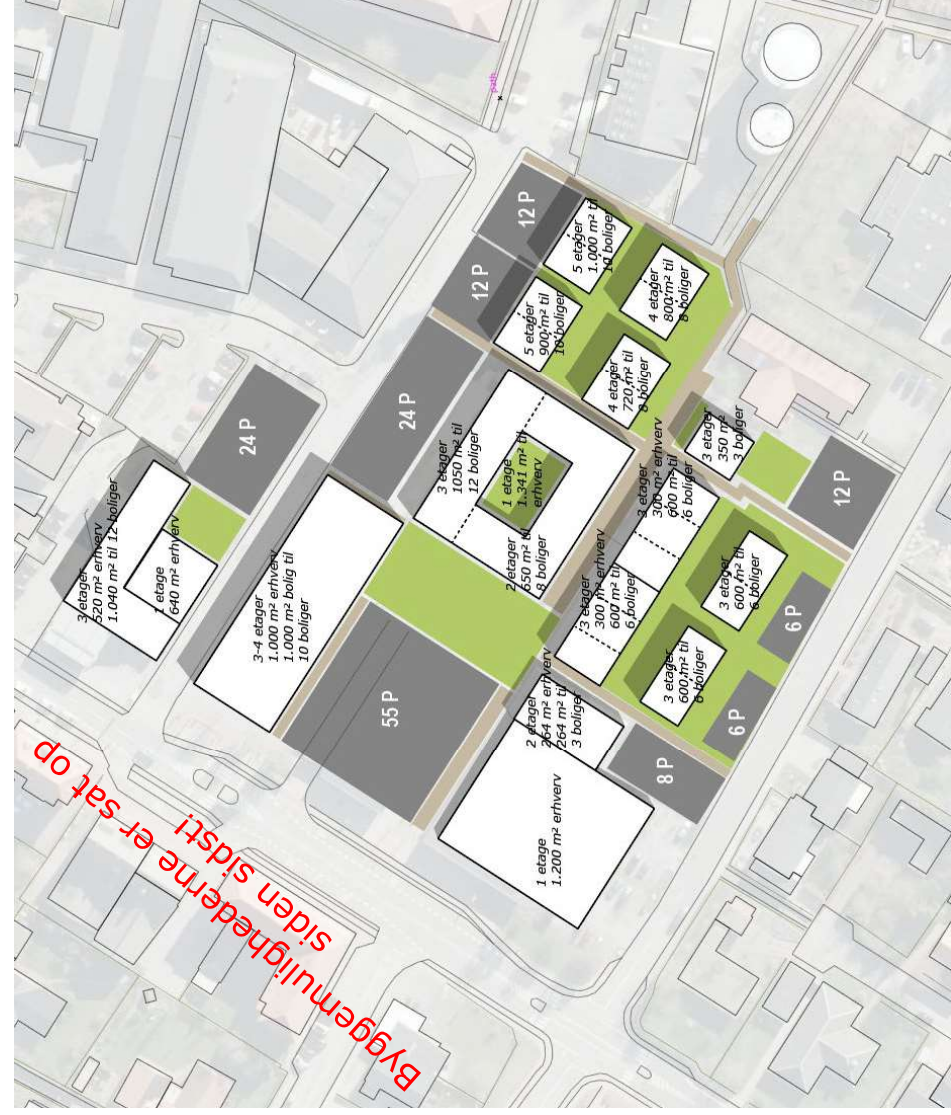 path
12 P
12 P
24 P
24 P
55 P
5 etager
1.000 m² til
10 boliger
5 etager
900 m² til
10 boliger
4 etager
800 m² til
8 boliger
4 etager
720 m² til
8 boliger
3 etager
1050 m² til
12 boliger
1 etage
1.341 m² til
erhverv
2 etager
650 m² til
8 boliger
3 etager
350 m² til
3 boliger
12 P
3 etager
300 m² erhverv
600 m² til
6 boliger
3 etager
300 m² erhverv
600 m² til
6 boliger
3 etager
600 m² til
6 boliger
3 etager
600 m² til
6 boliger
6 P
6 P
8 P
2 etager
264 m² erhverv
264 m² til
3 boliger
1 etage
1.200 m² erhverv
3-4 etager
1.000 m² erhverv
1.000 m² bolig til
10 boliger
3 etager
520 m² erhverv
1.040 m² til 12 boliger
1 etage
640 m² erhverv
Byggemulighederne er sat op
siden sidst!